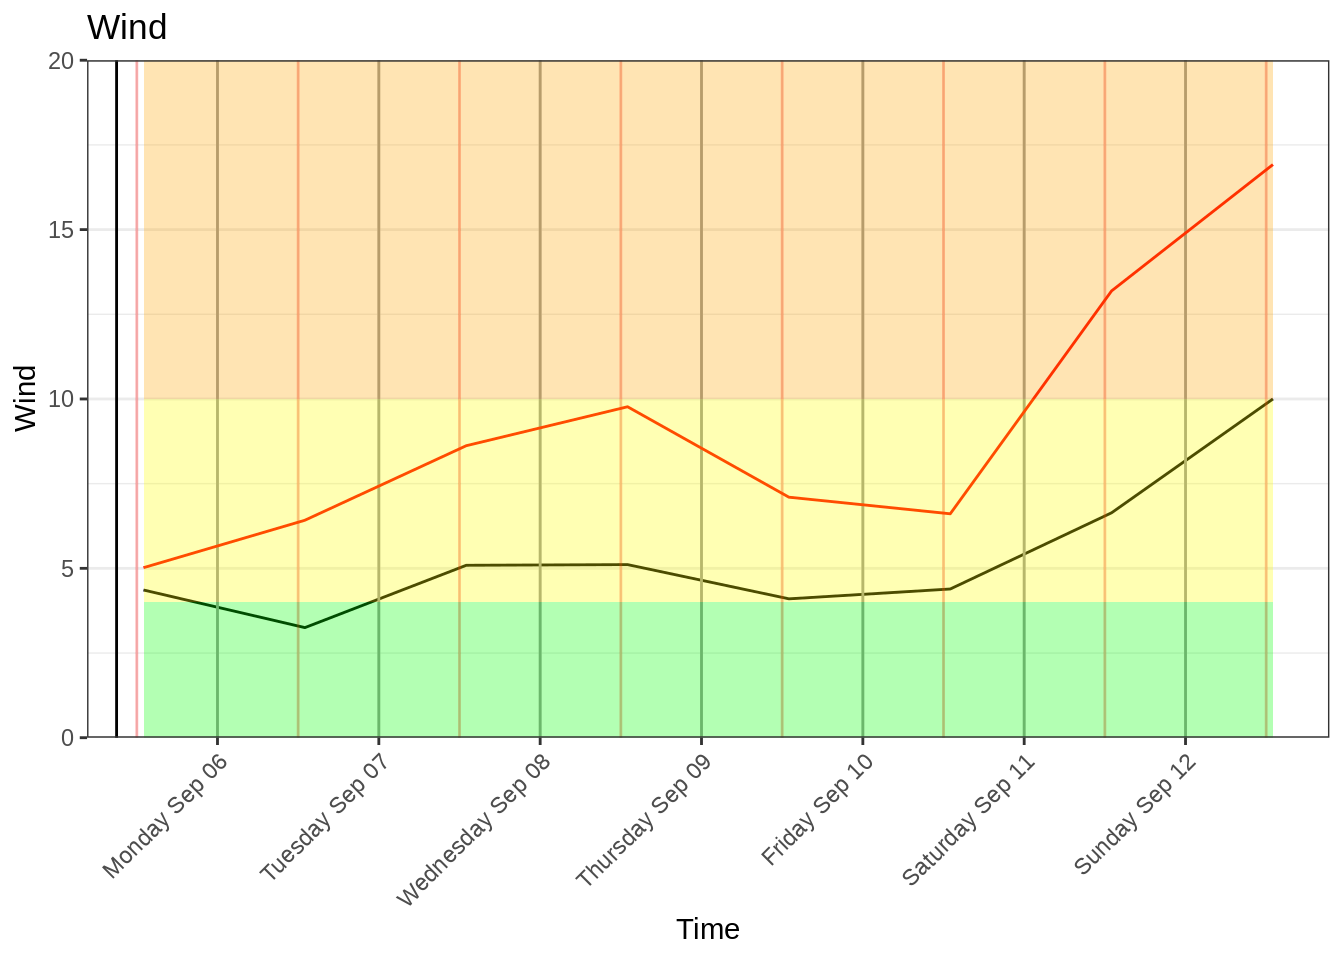 Wind
Wind
20
15
10
5
0
Monday Sep 06
Tuesday Sep 07
Wednesday Sep 08
Thursday Sep 09
Friday Sep 10
Saturday Sep 11
Sunday Sep 12
Time